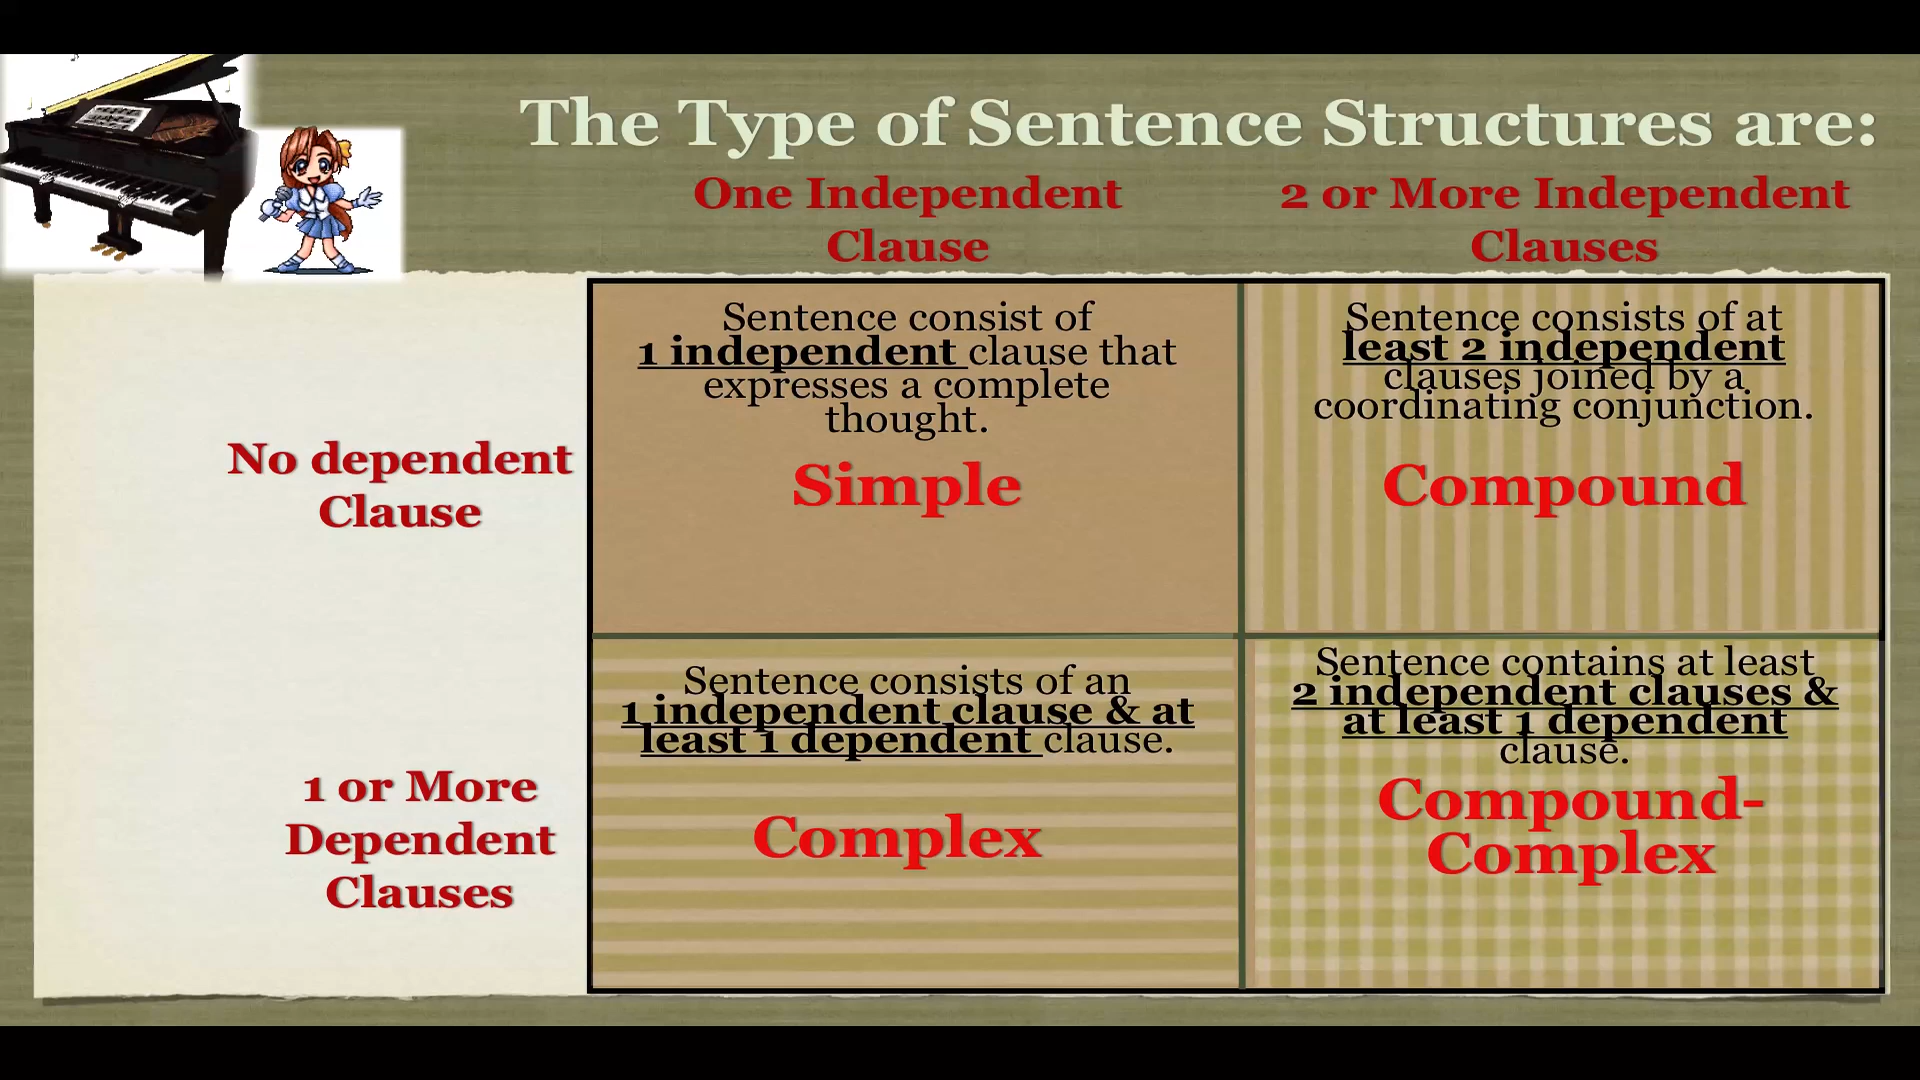 The Type of Sentence Structures are:
One Independent
Clause
2 or More Independent
Clauses
No dependent
Clause
Sentence consist of
1 independent clause that
expresses a complete
thought.
Simple
Sentence consists of at
least 2 independent
clauses joined by a
coordinating conjunction.
Compound
1 or More
Dependent
Clauses
Sentence consists of an
1 independent clause & at
least 1 dependent clause.
Complex
Sentence contains at least
2 independent clauses &
at least 1 dependent
clause.
Compound-
Complex